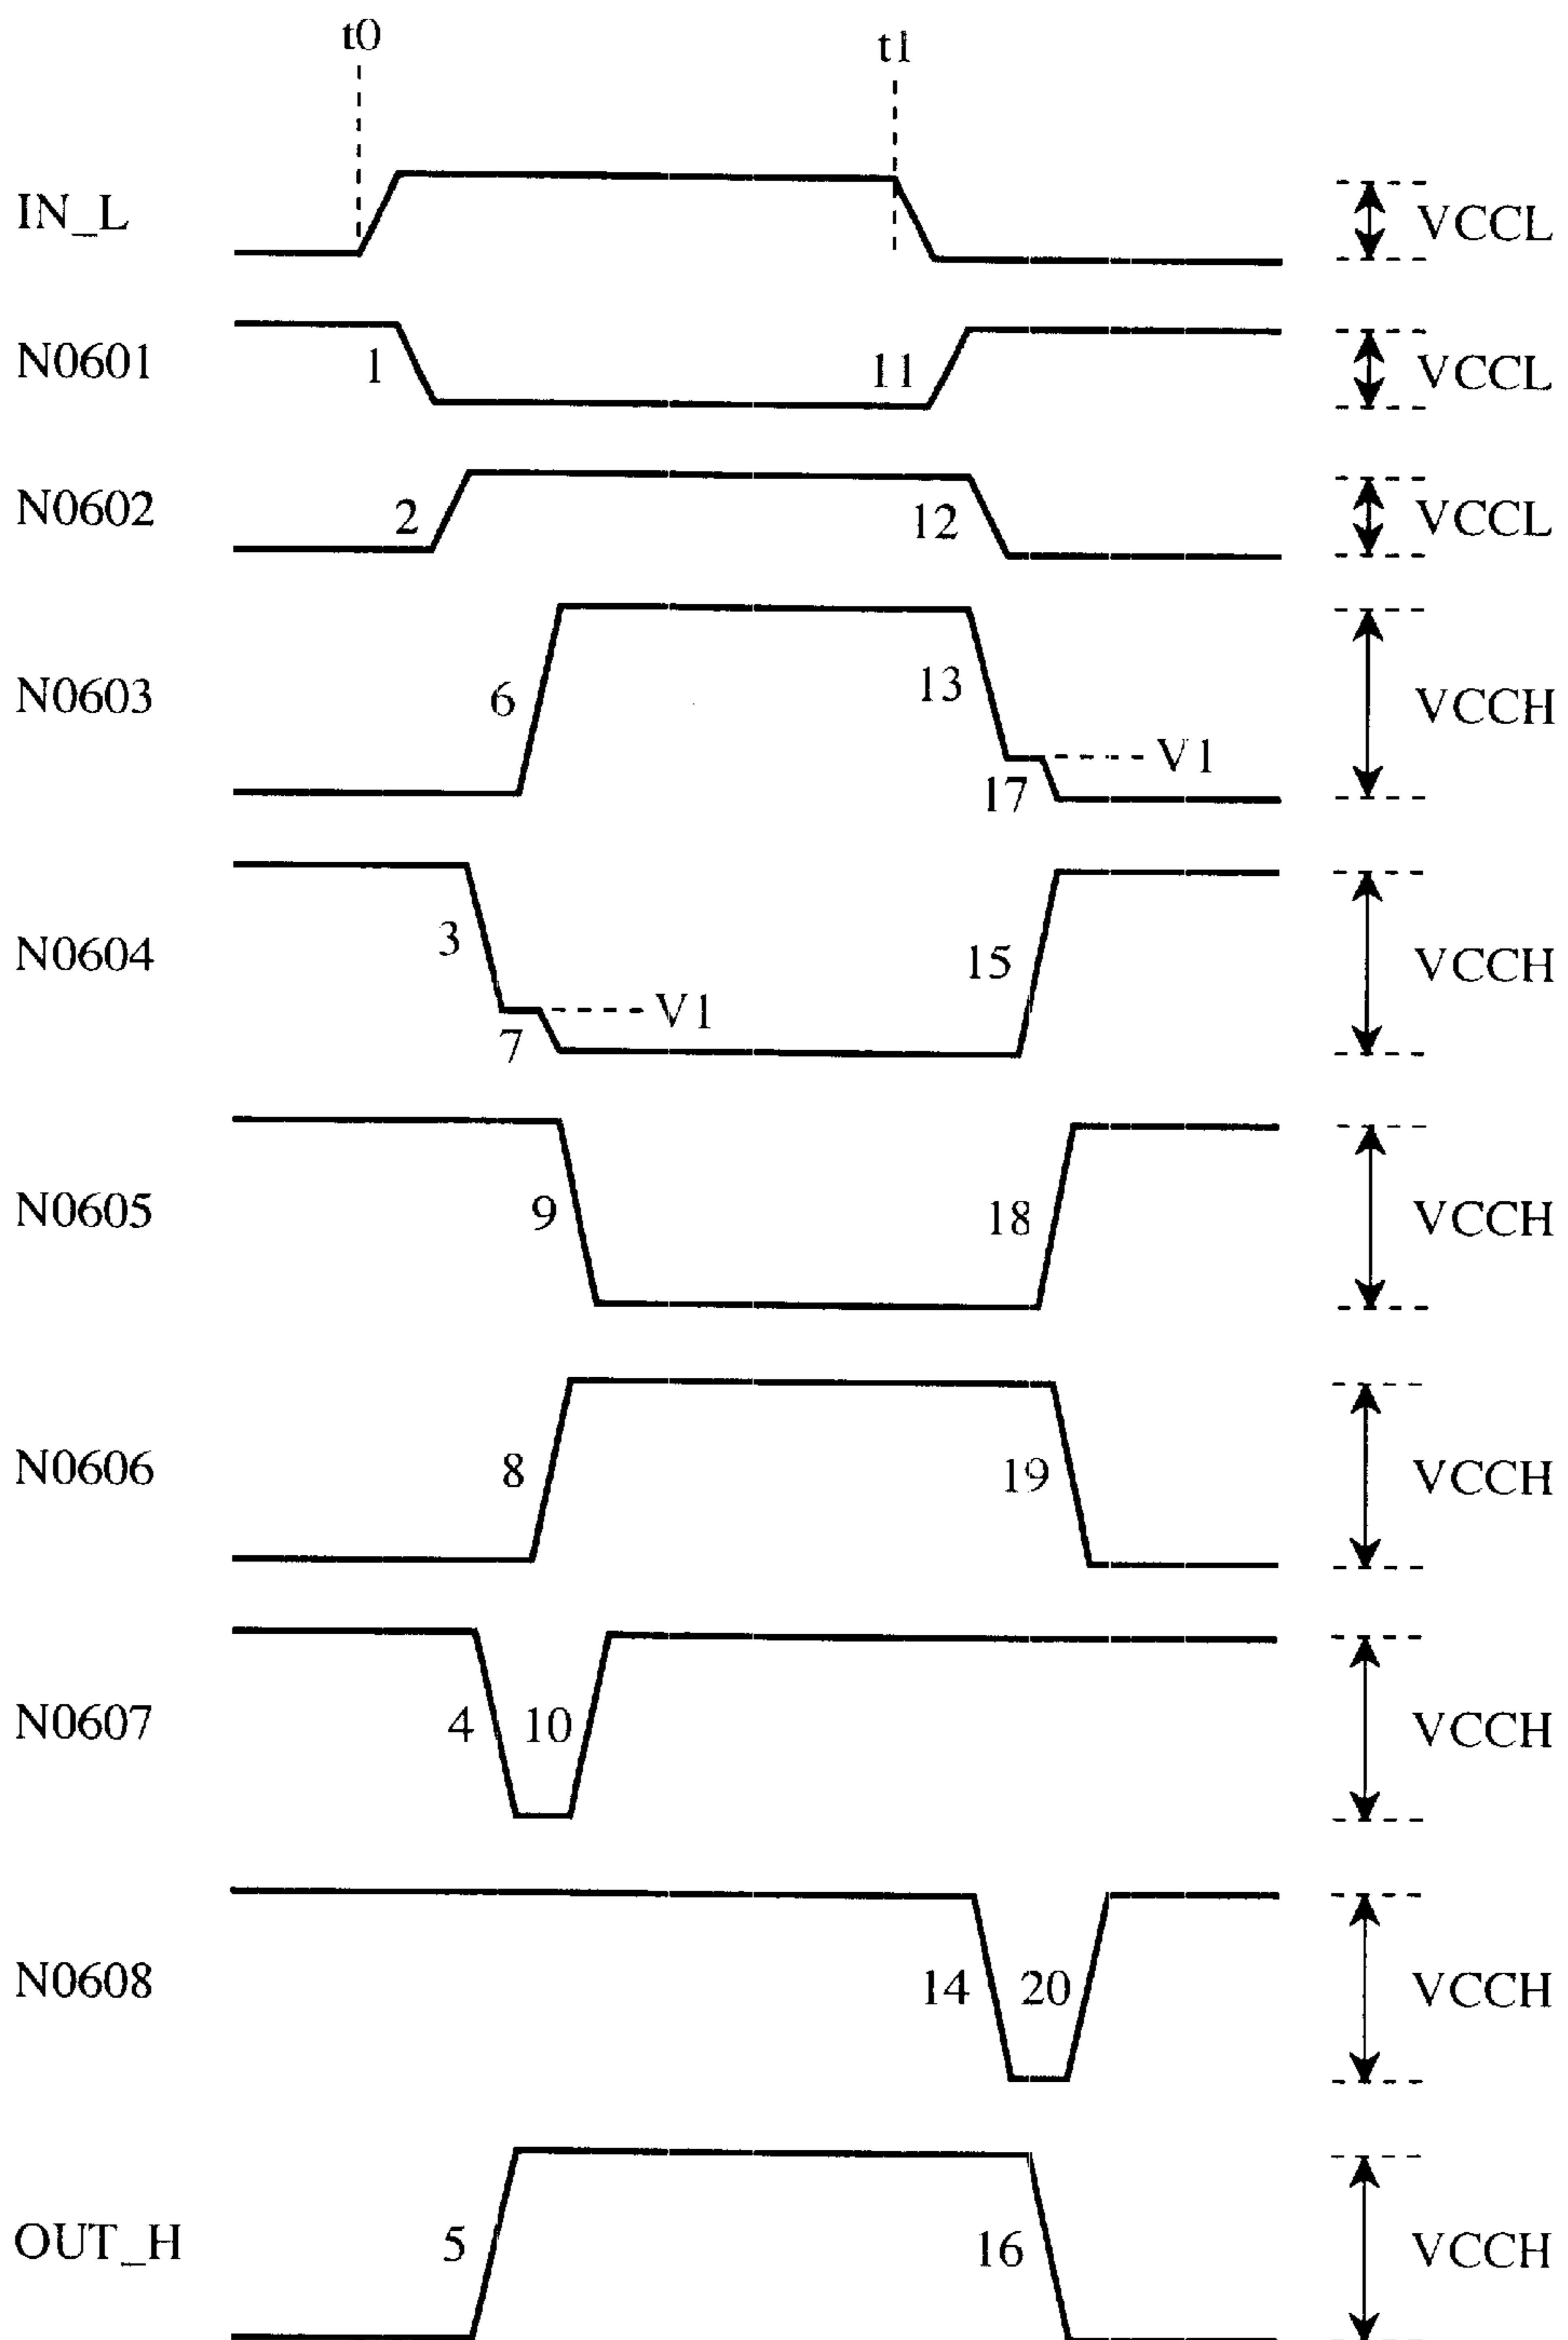 t0 t1
IN_L VCCL
N0601 1 11 VCCL
N0602 2 12 VCCL
N0603 6 13 VCCH
V1
17
N0604 3 15 VCCH
V1
7
N0605 9 18 VCCH
N0606 8 19 VCCH
N0607 4 10 VCCH
N0608 14 20 VCCH
OUT_H 5 16 VCCH